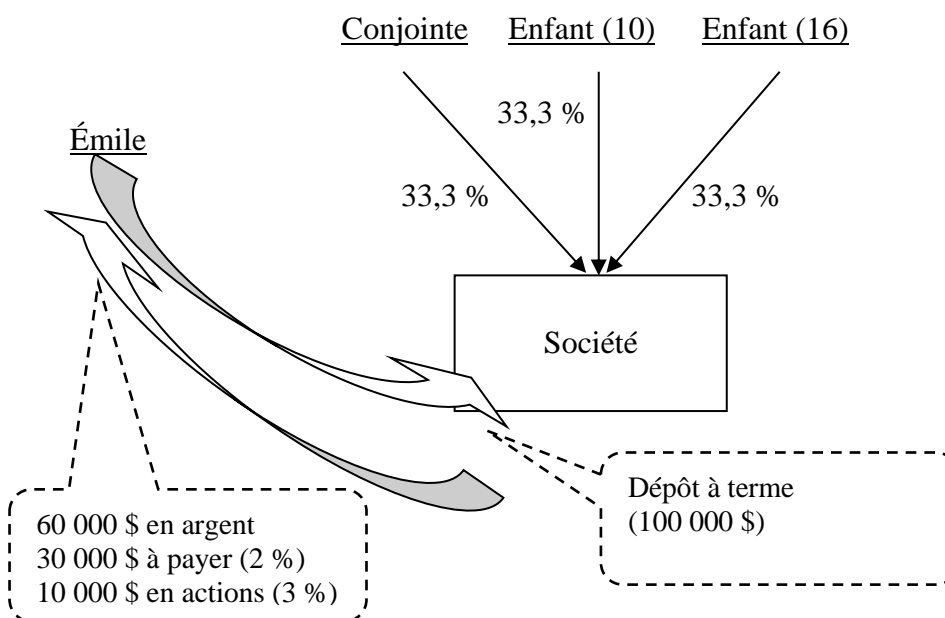 Conjointe Enfant (10) Enfant (16)
33,3 %
Émile
33,3 % 33,3 %
Société
Dépôt à terme
(100 000 $)
60 000 $ en argent
30 000 $ à payer (2 %)
10 000 $ en actions (3 %)